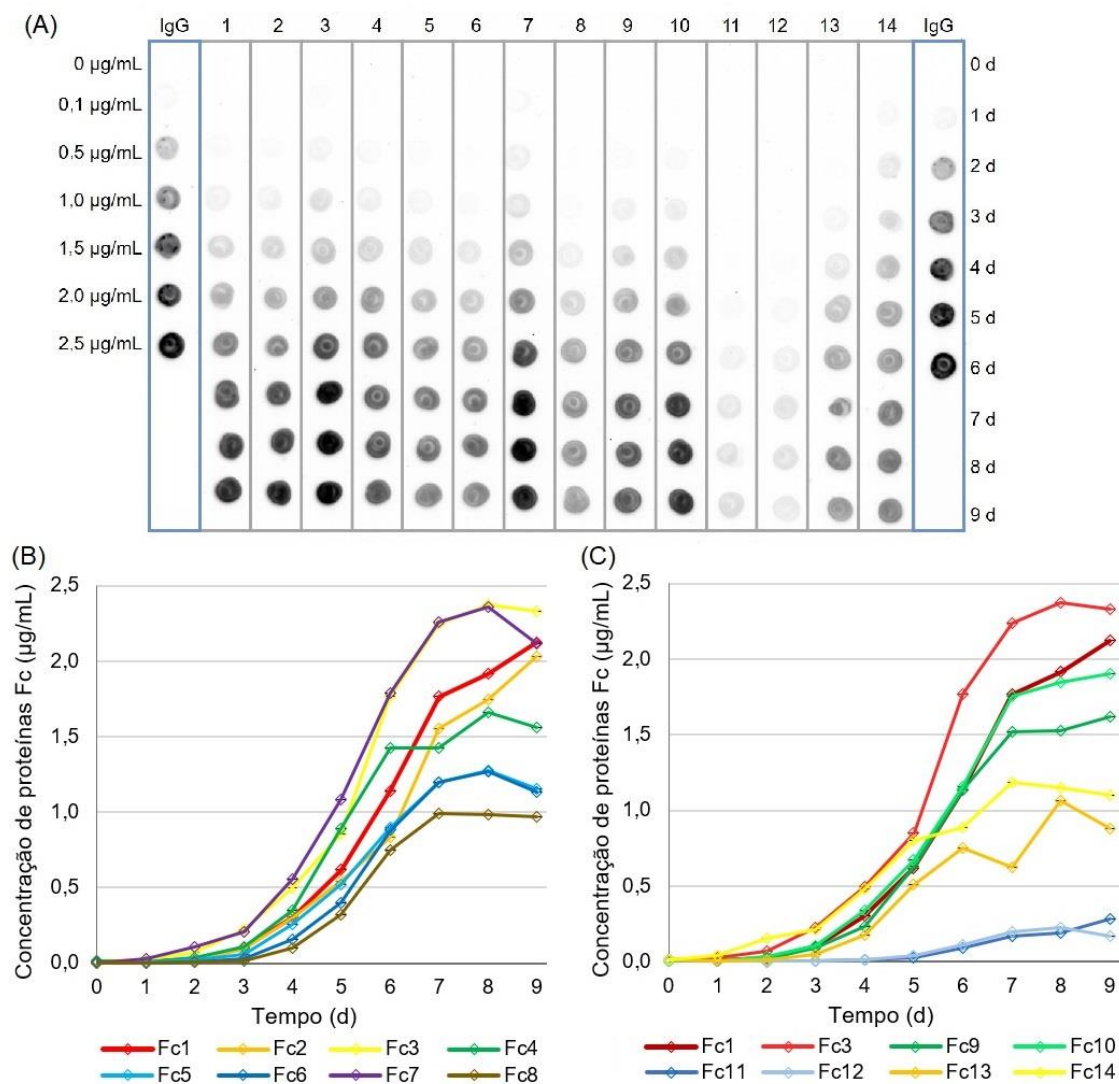 (A)
IgG 1 2 3 4 5 6 7 8 9 10 11 12 13 14 IgG
0 µg/mL 0 d
0,1 µg/mL 1 d
0,5 µg/mL 2 d
1,0 µg/mL 3 d
1,5 µg/mL 4 d
2,0 µg/mL 5 d
2,5 µg/mL 6 d
7 d
8 d
9 d
(B)
Concentração de proteínas Fc (µg/mL)
2,5
2,0
1,5
1,0
0,5
0,0
0 1 2 3 4 5 6 7 8 9
Tempo (d)
Fc1 Fc2 Fc3 Fc4
Fc5 Fc6 Fc7 Fc8
(C)
Concentração de proteínas Fc (µg/mL)
2,5
2,0
1,5
1,0
0,5
0,0
0 1 2 3 4 5 6 7 8 9
Tempo (d)
Fc1 Fc3 Fc9 Fc10
Fc11 Fc12 Fc13 Fc14